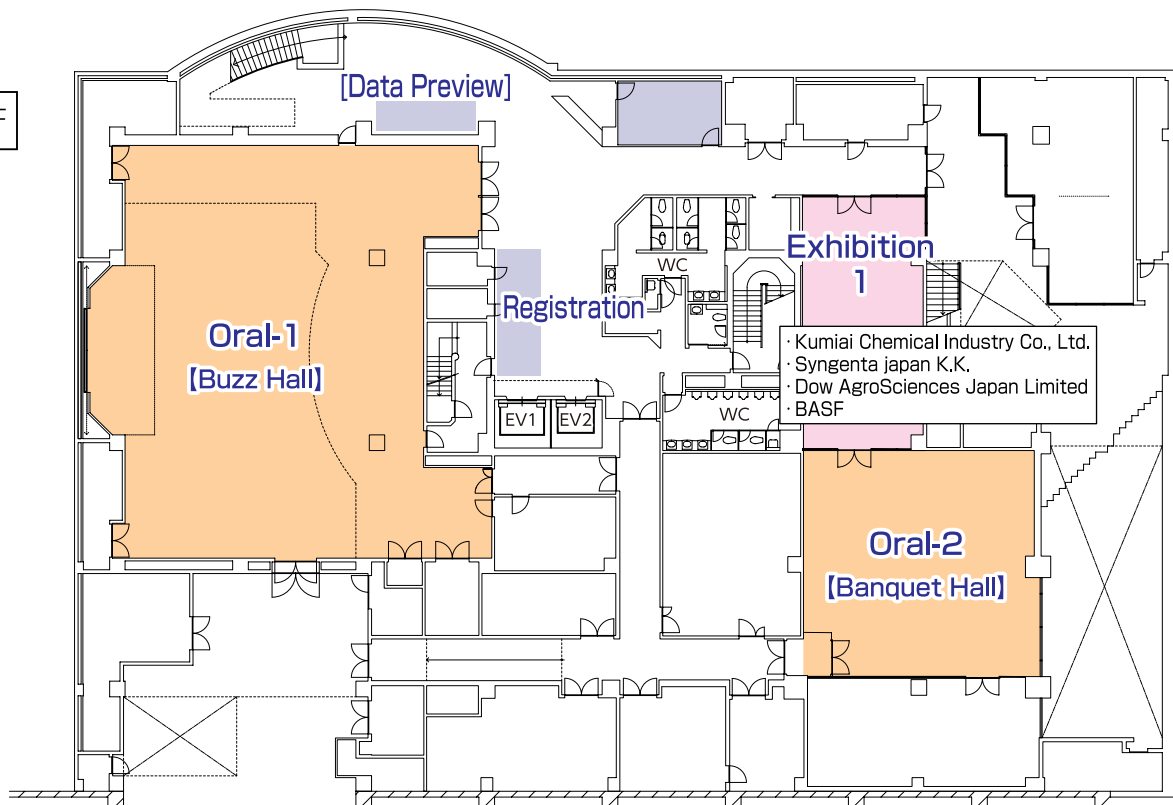 [Data Preview]
Exhibition
1
WC
Registration
Oral-1
【Buzz Hall】
・Kumiai Chemical Industry Co., Ltd.
・Syngenta japan K.K.
・Dow AgroSciences Japan Limited
・BASF
EV1
EV2
WC
Oral-2
【Banquet Hall】